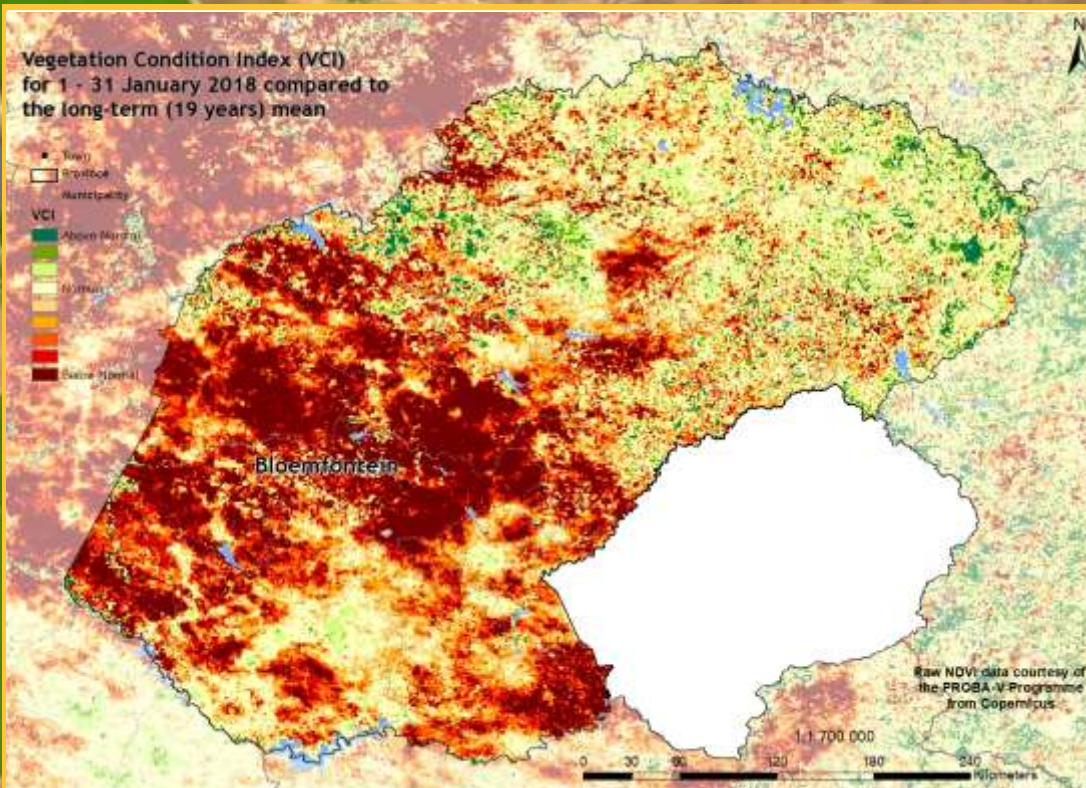 Vegetation Condition Index (VCI)
for 1 - 31 January 2018 compared to
the long-term (19 years) mean
N
Town
Province
Municipality
VCI
Above Normal
Normal
Below Normal
Bloemfontein
Raw NDVI data courtesy of
the PROBA-V Programme
from Copernicus
1:1 700 000
0 30 60 120 180 240
Kilometers